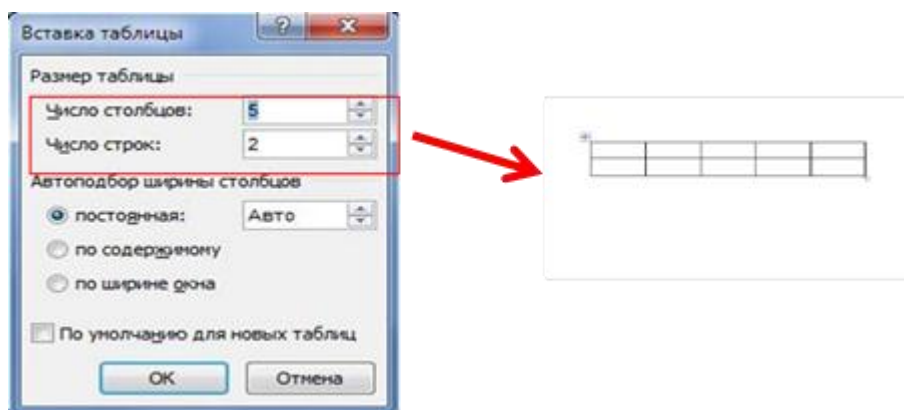 Вставка таблицы
Размер таблицы
Число столбцов: 5
Число строк: 2
Автоподбор ширины столбцов
постоянная: Авто
по содержимому
по ширине окна
По умолчанию для новых таблиц
ОК Отмена